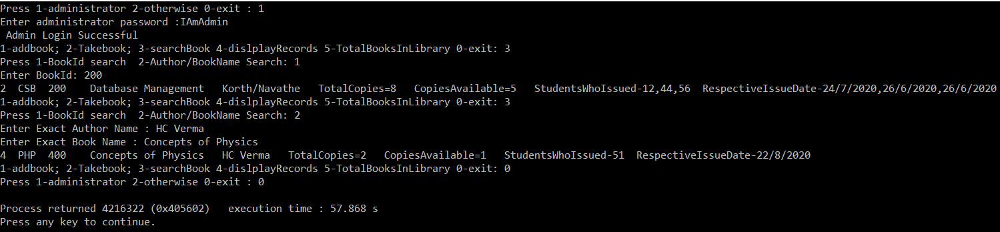 Press 1-administrator 2-otherwise 0-exit : 1
Enter administrator password :IAmAdmin
 Admin Login Successful
1-addbook; 2-Takebook; 3-searchBook 4-dislplayRecords 5-TotalBooksInLibrary 0-exit: 3
Press 1-BookId search  2-Author/BookName Search: 1
Enter BookId: 200
2  CSB  200    Database Management   Korth/Navathe   TotalCopies=8   CopiesAvailable=5   StudentsWhoIssued-12,44,56  RespectiveIssueDate-24/7/2020,26/6/2020,26/6/2020
1-addbook; 2-Takebook; 3-searchBook 4-dislplayRecords 5-TotalBooksInLibrary 0-exit: 3
Press 1-BookId search  2-Author/BookName Search: 2
Enter Exact Author Name : HC Verma
Enter Exact Book Name : Concepts of Physics
4  PHP  400    Concepts of Physics   HC Verma   TotalCopies=2   CopiesAvailable=1   StudentsWhoIssued-51  RespectiveIssueDate-22/8/2020
1-addbook; 2-Takebook; 3-searchBook 4-dislplayRecords 5-TotalBooksInLibrary 0-exit: 0
Press 1-administrator 2-otherwise 0-exit : 0

Process returned 4216322 (0x405602)   execution time : 57.868 s
Press any key to continue.